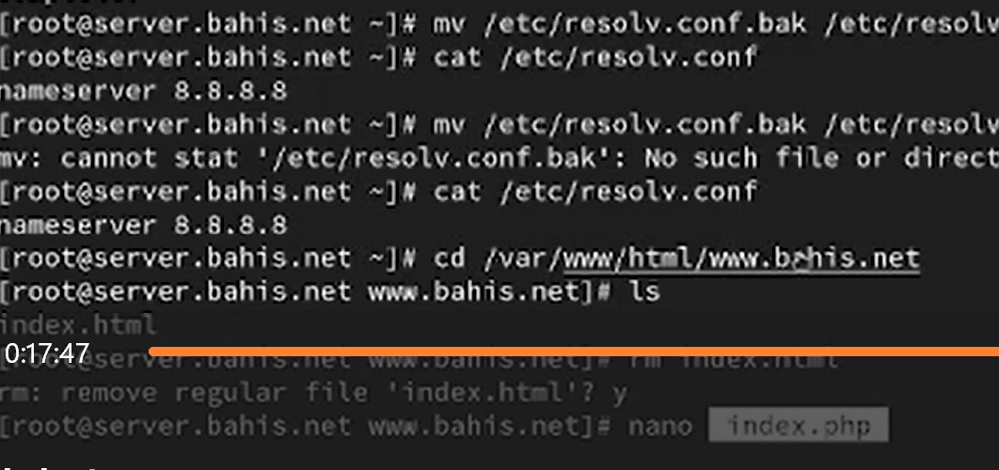 [root@server.bahis.net ~]# mv /etc/resolv.conf.bak /etc/resolv
[root@server.bahis.net ~]# cat /etc/resolv.conf
nameserver 8.8.8.8
[root@server.bahis.net ~]# mv /etc/resolv.conf.bak /etc/resolv
mv: cannot stat '/etc/resolv.conf.bak': No such file or direct
[root@server.bahis.net ~]# cat /etc/resolv.conf
nameserver 8.8.8.8
[root@server.bahis.net ~]# cd /var/www/html/www.bahis.net
[root@server.bahis.net www.bahis.net]# ls
index.html
0:17:47
[root@server.bahis.net www.bahis.net]# rm index.html
rm: remove regular file 'index.html'? y
[root@server.bahis.net www.bahis.net]# nano index.php